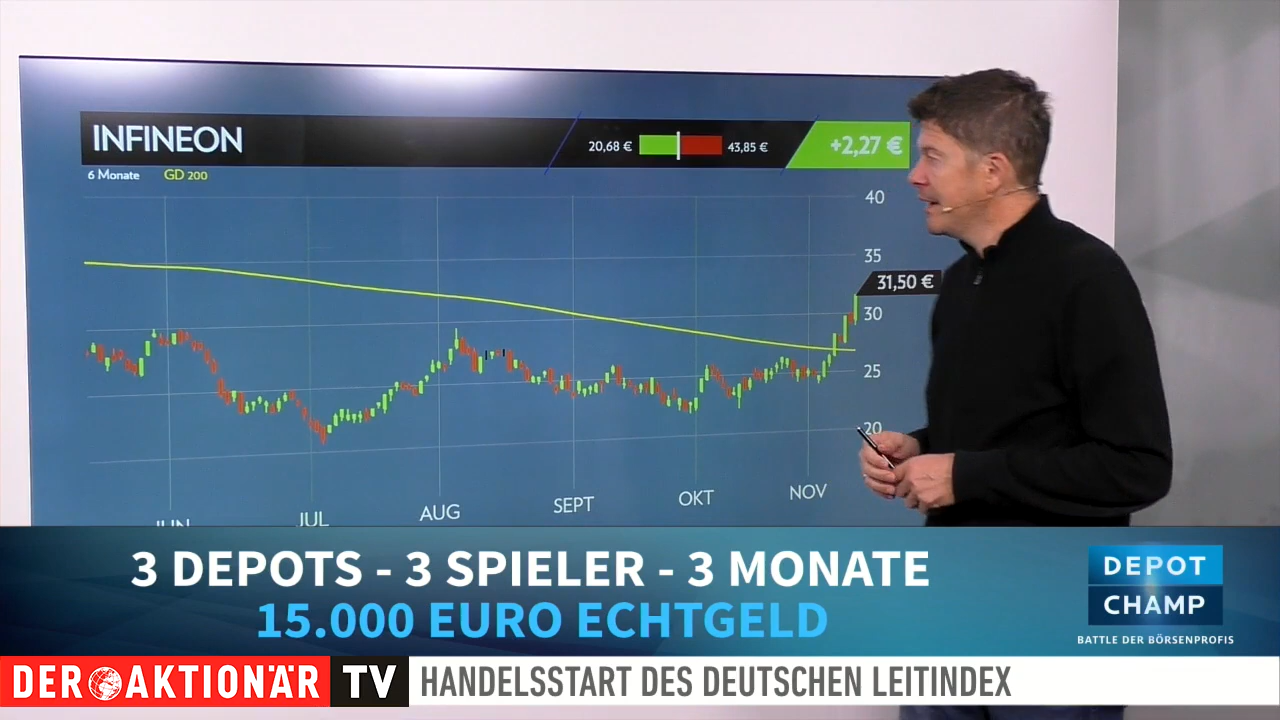 INFINEON
20,68 € 43,85 € +2,27 €
6 Monate GD 200
40
35
31,50 €
30
25
20
JUN JUL AUG SEPT OKT NOV
3 DEPOTS - 3 SPIELER - 3 MONATE
15.000 EURO ECHTGELD
DEPOT
CHAMP
BATTLE DER BÖRSENPROFIS
DER AKTIONÄR TV HANDELSSTART DES DEUTSCHEN LEITINDEX